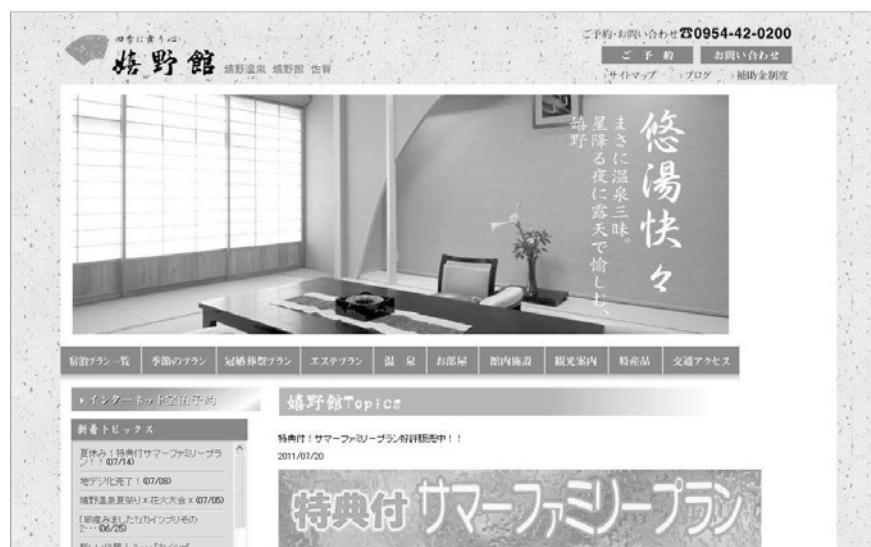 四季に舞う心
嬉野館 嬉野温泉 嬉野館 佐賀
ご予約・お問い合わせ☎0954-42-0200
ご 予 約 お問い合わせ
サイトマップ ブログ 補助金制度
悠湯快々
まさに温泉三昧。
星降る夜に露天で愉しむ、
嬉野
宿泊プラン一覧 季節のプラン 冠婚葬祭プラン エステプラン 温 泉 お部屋 館内施設 観光案内 特産品 交通アクセス
インターネット宿泊予約
新着トピックス
夏休み!特典付サマーファミリープラ
ン!!(07/14)
地デジ化完了!(07/08)
嬉野温泉夏祭り×花火大会×(07/05)
2・・・(06/25)
嬉野館Topics
特典付!サマーファミリープラン好評販売中!!
2011/07/20
特典付 サマーファミリープラン